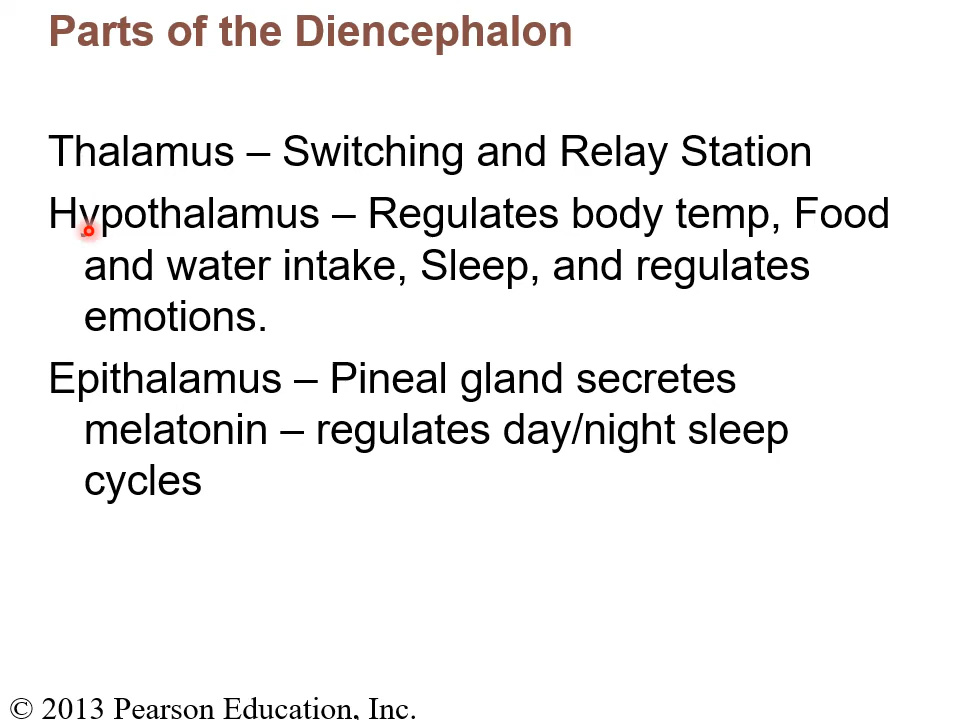 Parts of the Diencephalon
Thalamus – Switching and Relay Station
Hypothalamus – Regulates body temp, Food
and water intake, Sleep, and regulates
emotions.
Epithalamus – Pineal gland secretes
melatonin – regulates day/night sleep
cycles
© 2013 Pearson Education, Inc.